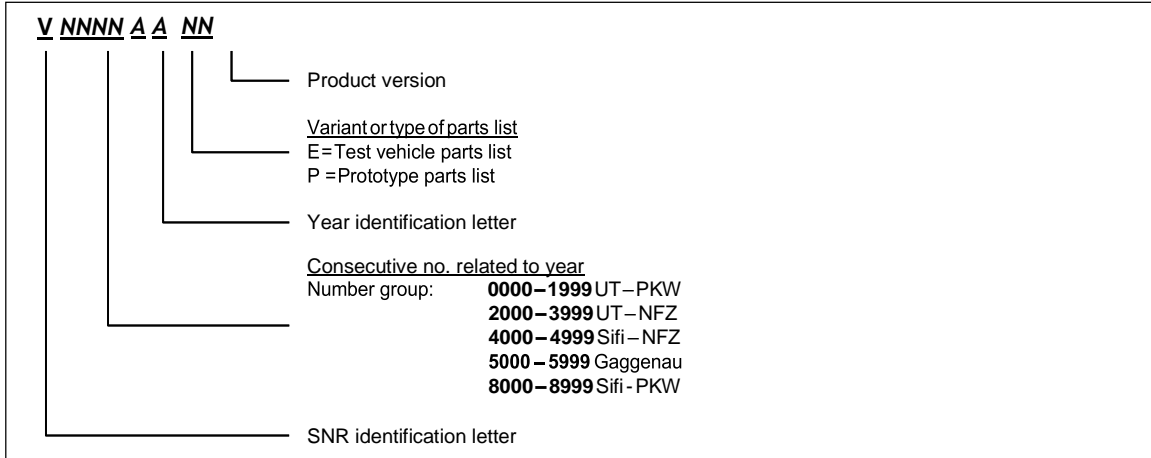 V NNNN A A NN
Product version
Variant or type of parts list
E=Test vehicle parts list
P =Prototype parts list
Year identification letter
Consecutive no. related to year
Number group: 0000–1999 UT–PKW
2000–3999 UT–NFZ
4000–4999 Sifi–NFZ
5000–5999 Gaggenau
8000–8999 Sifi-PKW
SNR identification letter